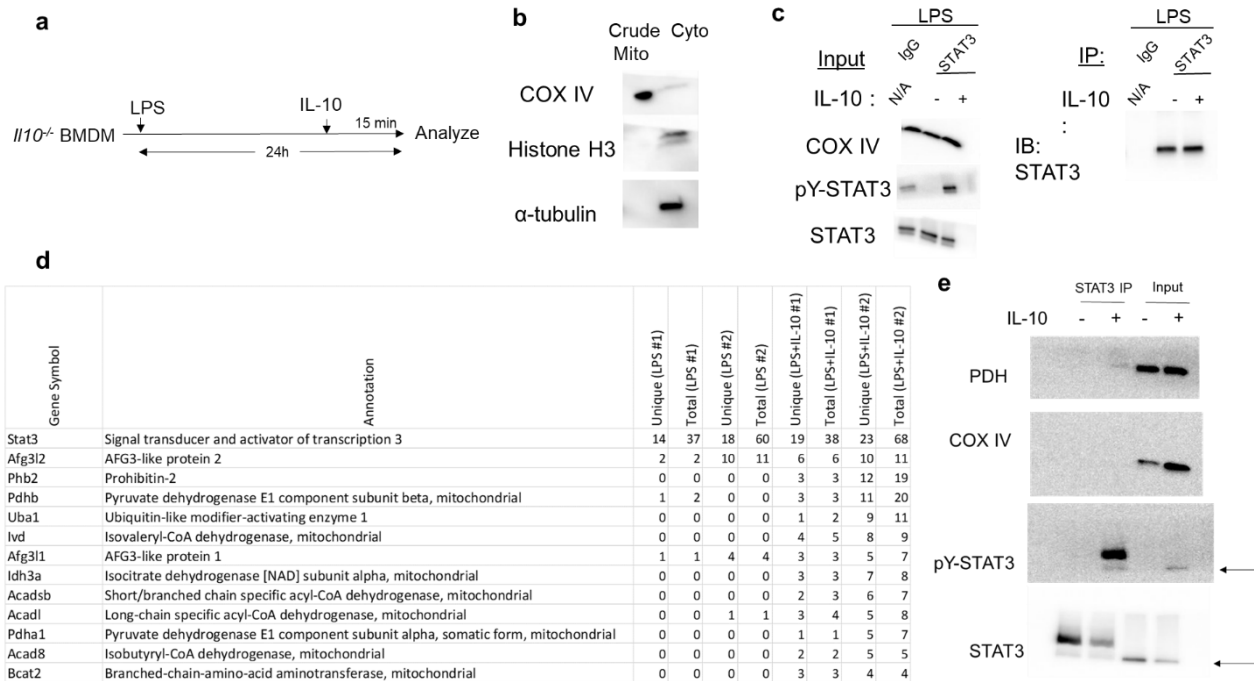 a
LPS
IL-10
15 min
Il10-/- BMDM
Analyze
24h
b
Crude Cyto
Mito
COX IV
Histone H3
α-tubulin
c
LPS
IgG STAT3
Input
IL-10 : N/A - +
COX IV
pY-STAT3
STAT3
LPS
IgG STAT3
IP:
IL-10 N/A - +
:
IB:
STAT3
d
Gene Symbol Annotation Unique (LPS #1) Total (LPS #1) Unique (LPS #2) Total (LPS #2) Unique (LPS+IL-10 #1) Total (LPS+IL-10 #1) Unique (LPS+IL-10 #2) Total (LPS+IL-10 #2)
Stat3 Signal transducer and activator of transcription 3 14 37 18 60 19 38 23 68
Afg3l2 AFG3-like protein 2 2 2 10 11 6 6 10 11
Phb2 Prohibitin-2 0 0 0 0 3 3 12 19
Pdhb Pyruvate dehydrogenase E1 component subunit beta, mitochondrial 1 2 0 0 3 3 11 20
Uba1 Ubiquitin-like modifier-activating enzyme 1 0 0 0 0 1 2 9 11
Ivd Isovaleryl-CoA dehydrogenase, mitochondrial 0 0 0 0 4 5 8 9
Afg3l1 AFG3-like protein 1 1 1 4 4 3 3 5 7
Idh3a Isocitrate dehydrogenase [NAD] subunit alpha, mitochondrial 0 0 0 0 3 3 7 8
Acadsb Short/branched chain specific acyl-CoA dehydrogenase, mitochondrial 0 0 0 0 2 3 6 7
Acadl Long-chain specific acyl-CoA dehydrogenase, mitochondrial 0 0 1 1 3 4 5 8
Pdha1 Pyruvate dehydrogenase E1 component subunit alpha, somatic form, mitochondrial 0 0 0 0 1 1 5 7
Acad8 Isobutyryl-CoA dehydrogenase, mitochondrial 0 0 0 0 2 2 5 5
Bcat2 Branched-chain-amino-acid aminotransferase, mitochondrial 0 0 0 0 3 3 4 4
e
STAT3 IP Input
IL-10 - + - +
PDH
COX IV
pY-STAT3
STAT3